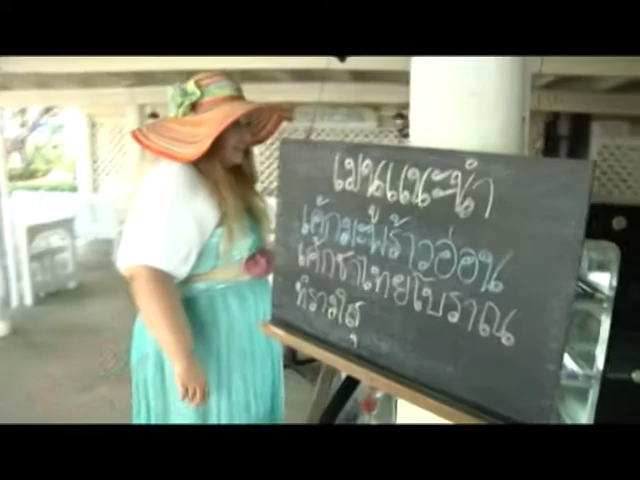 เมนูแนะนำ
เค้กมะพร้าวอ่อน
เค้กชาไทยโบราณ
ทีรามิสุ